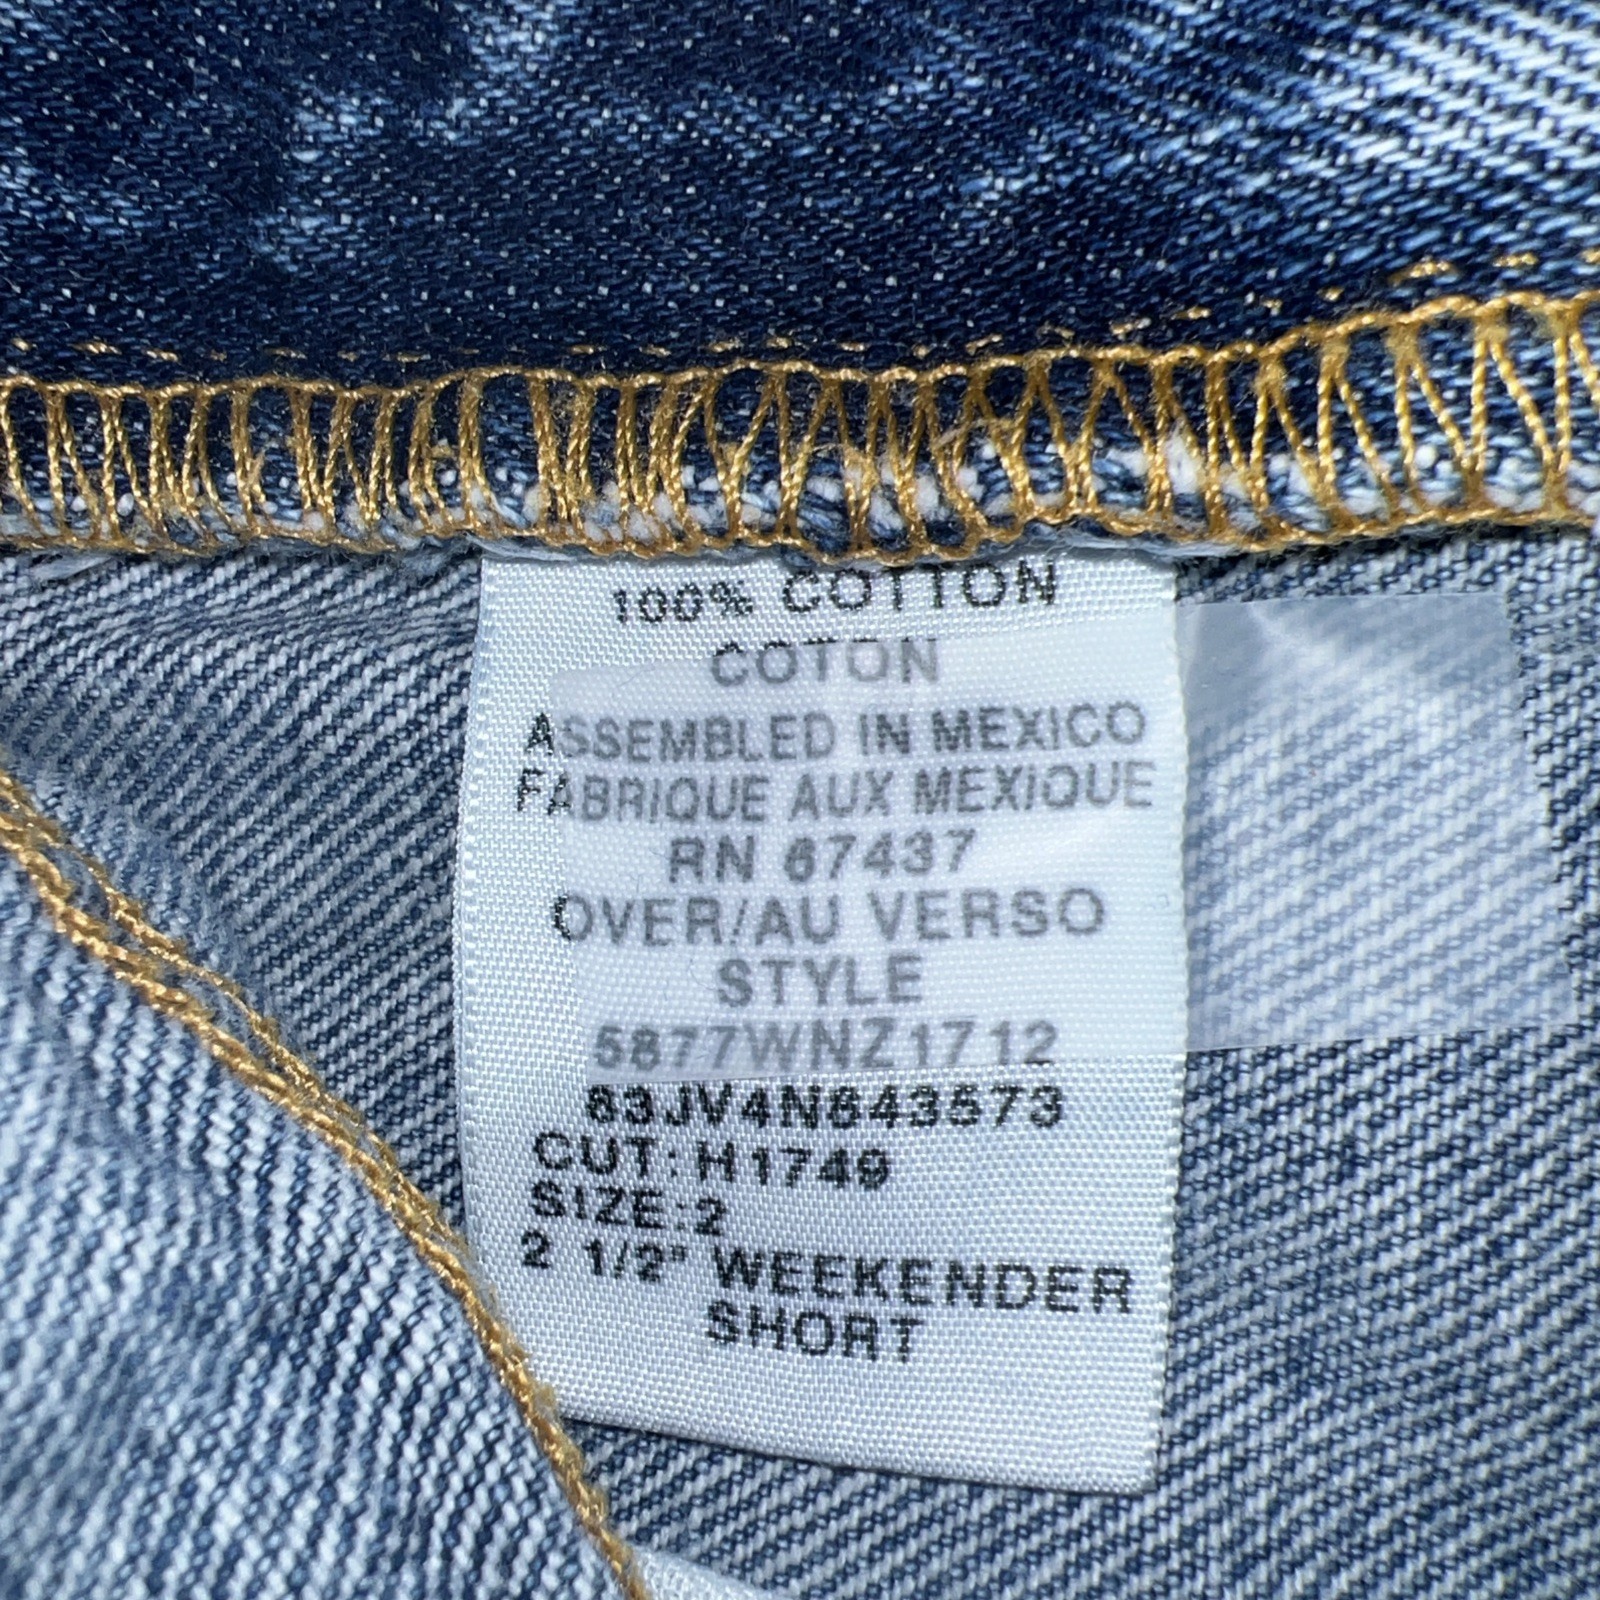 100% COTTON
COTON
ASSEMBLED IN MEXICO
FABRIQUE AUX MEXIQUE
RN 67437
OVER/AU VERSO
STYLE
5877WNZ1712
63JV4N643573
CUT:H1749
SIZE:2
2 1/2" WEEKENDER
SHORT